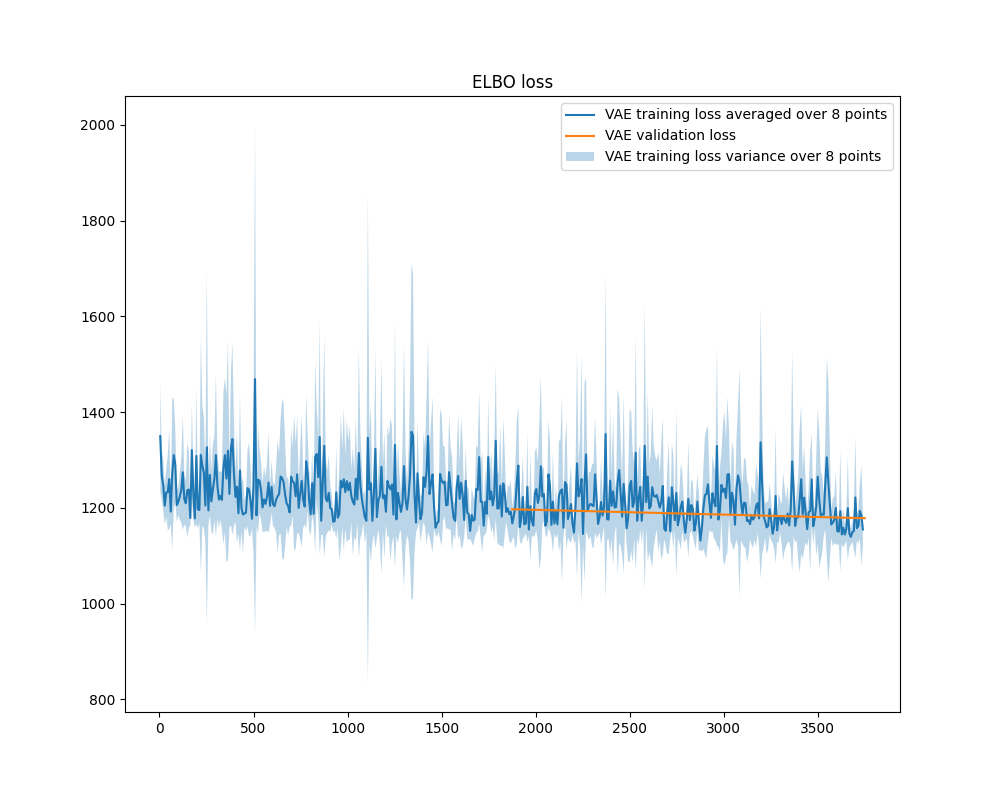 ELBO loss
VAE training loss averaged over 8 points
VAE validation loss
VAE training loss variance over 8 points
2000
1800
1600
1400
1200
1000
800
0 500 1000 1500 2000 2500 3000 3500